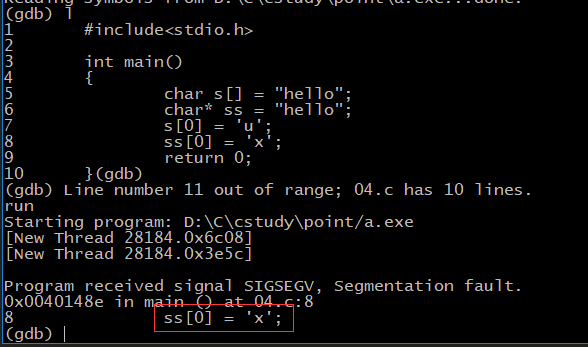 Reading symbols from D:\C\cstudy\point\a.exe...done.
(gdb) l
1 #include<stdio.h>
2
3 int main()
4 {
5 char s[] = "hello";
6 char* ss = "hello";
7 s[0] = 'u';
8 ss[0] = 'x';
9 return 0;
10 }(gdb)
(gdb) Line number 11 out of range; 04.c has 10 lines.
run
Starting program: D:\C\cstudy\point/a.exe
[New Thread 28184.0x6c08]
[New Thread 28184.0x3e5c]
Program received signal SIGSEGV, Segmentation fault.
0x0040148e in main () at 04.c:8
8 ss[0] = 'x';
(gdb)